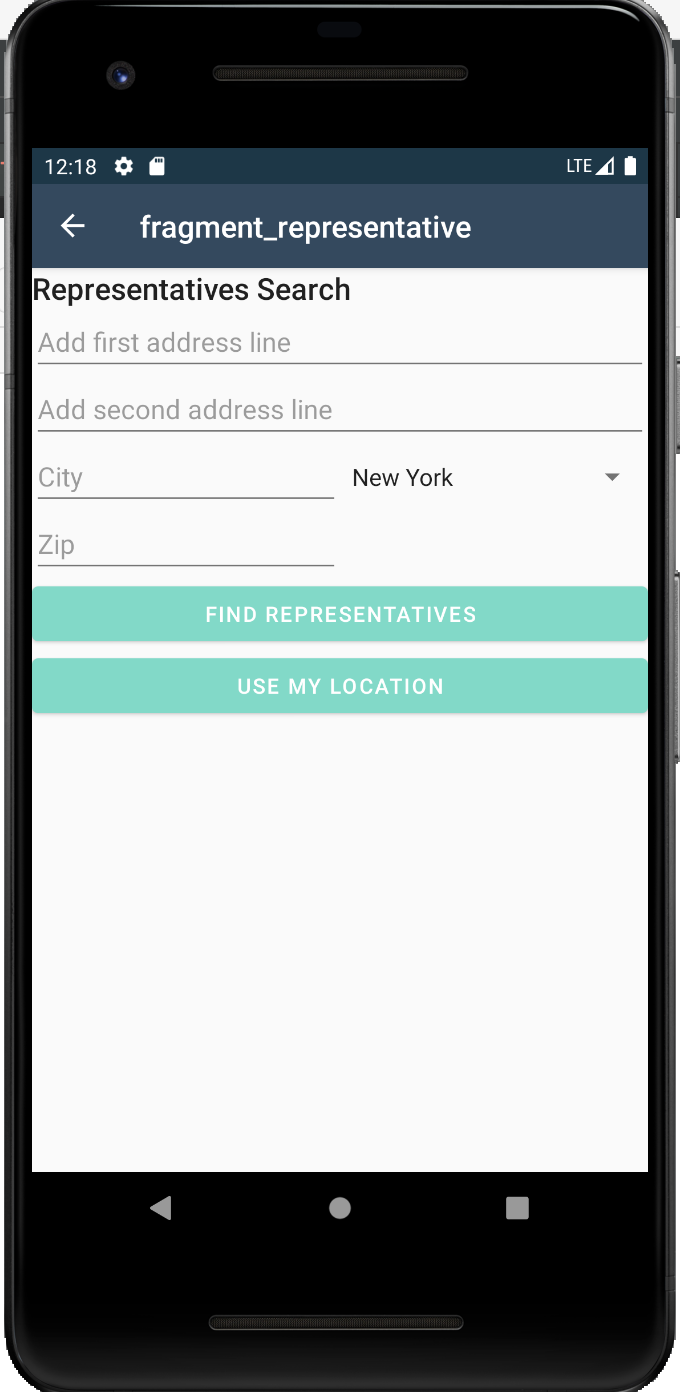 12:18 LTE
fragment_representative
Representatives Search
Add first address line
Add second address line
City New York
Zip
FIND REPRESENTATIVES
USE MY LOCATION